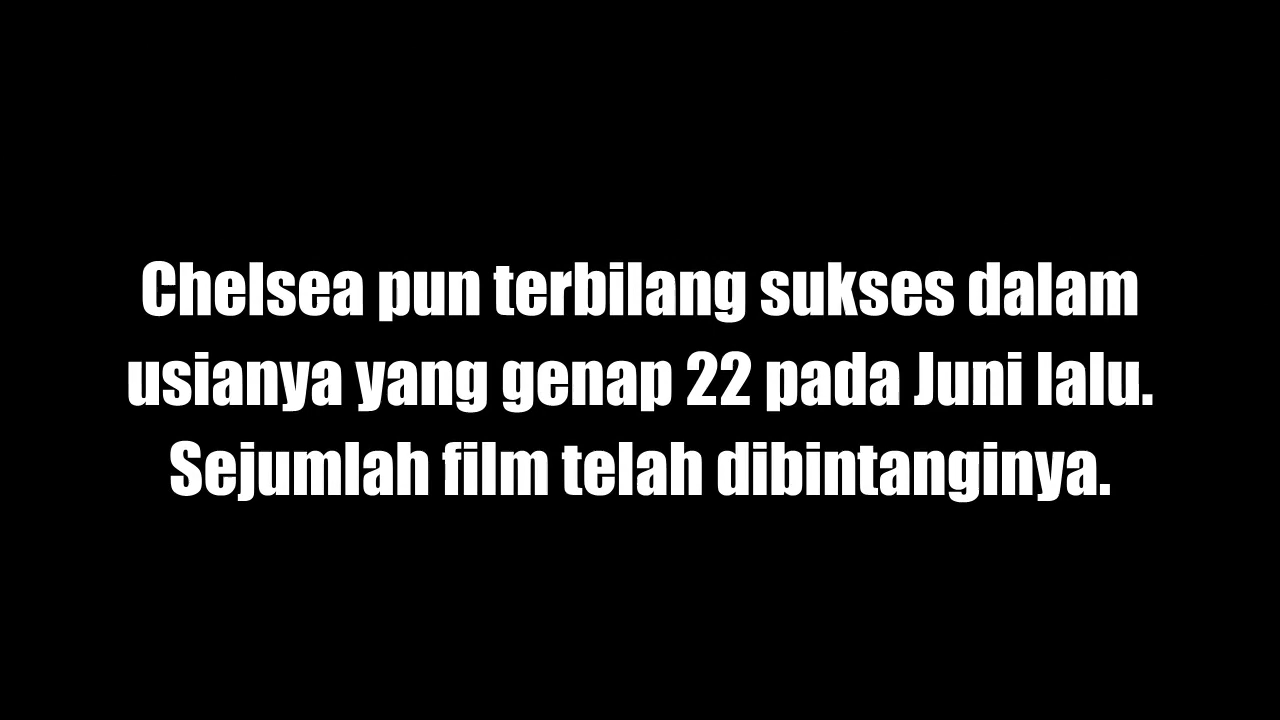 Chelsea pun terbilang sukses dalam
usianya yang genap 22 pada Juni lalu.
Sejumlah film telah dibintanginya.